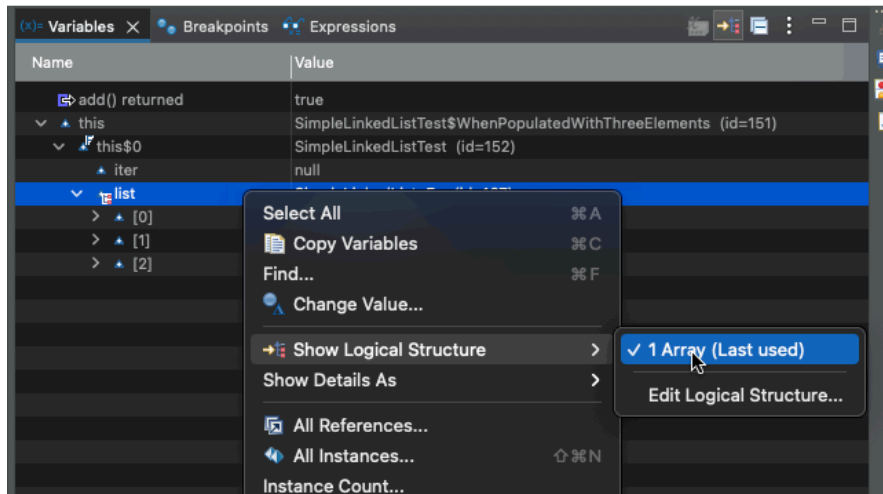 (x)= Variables Breakpoints Expressions
Name Value
add() returned true
this SimpleLinkedListTest$WhenPopulatedWithThreeElements (id=151)
this$0 SimpleLinkedListTest (id=152)
iter null
list
[0]
[1]
[2]
Select All ⌘ A
Copy Variables ⌘ C
Find... ⌘ F
Change Value...
Show Logical Structure
Show Details As
All References...
All Instances... ⇧⌘N
Instance Count...
1 Array (Last used)
Edit Logical Structure...